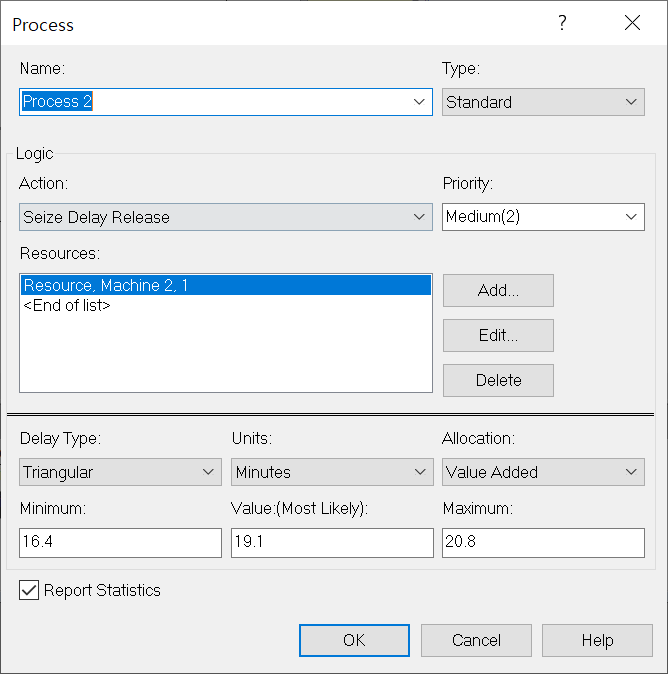 Process ?
Name: Type:
Process 2 Standard
Logic
Action: Priority:
Seize Delay Release Medium(2)
Resources:
Resource, Machine 2, 1
<End of list>
Add...
Edit...
Delete
Delay Type: Units: Allocation:
Triangular Minutes Value Added
Minimum: Value:(Most Likely): Maximum:
16.4 19.1 20.8
Report Statistics
OK Cancel Help